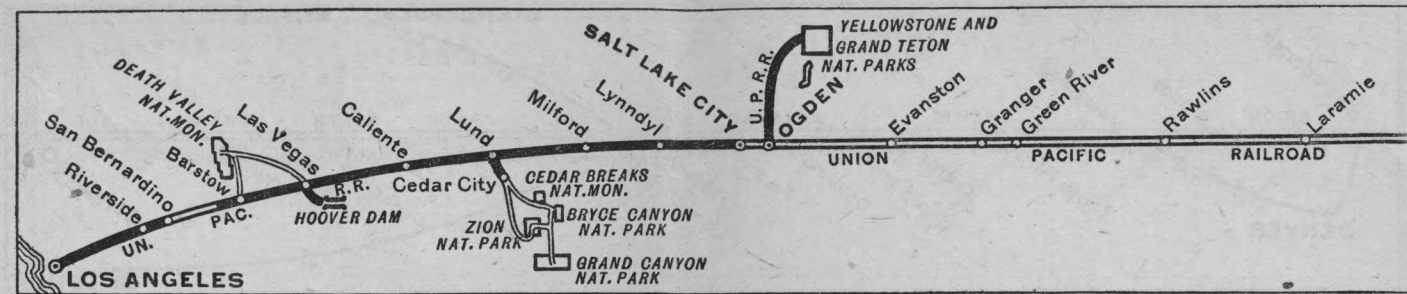 LOS ANGELES
Riverside
San Bernardino
UN.
PAC.
R.R.
Barstow
DEATH VALLEY
NAT. MON.
Las Vegas
HOOVER DAM
Caliente
Lund
Cedar City
CEDAR BREAKS
NAT. MON.
BRYCE CANYON
NAT. PARK
ZION
NAT. PARK
GRAND CANYON
NAT. PARK
Milford
Lynndyl
SALT LAKE CITY
OGDEN
U.P.R.R.
YELLOWSTONE AND
GRAND TETON
NAT. PARKS
Evanston
Granger
Green River
Rawlins
Laramie
UNION PACIFIC RAILROAD